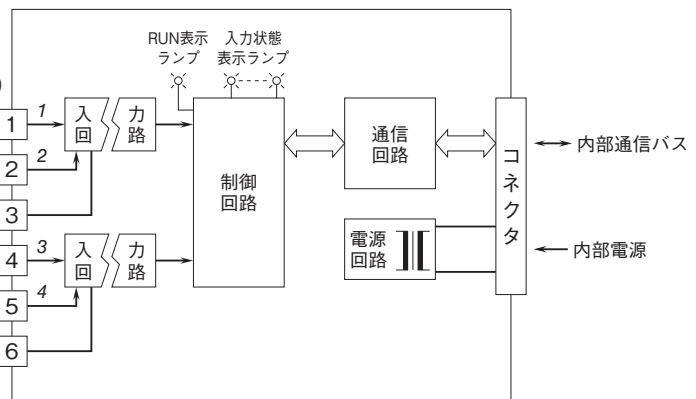 RUN表示
ランプ
入力状態
表示ランプ
1
1
2
2
3
入力
回路
制御
回路
通信
回路
コネクタ
内部通信バス
4
3
5
4
6
入力
回路
電源
回路
内部電源